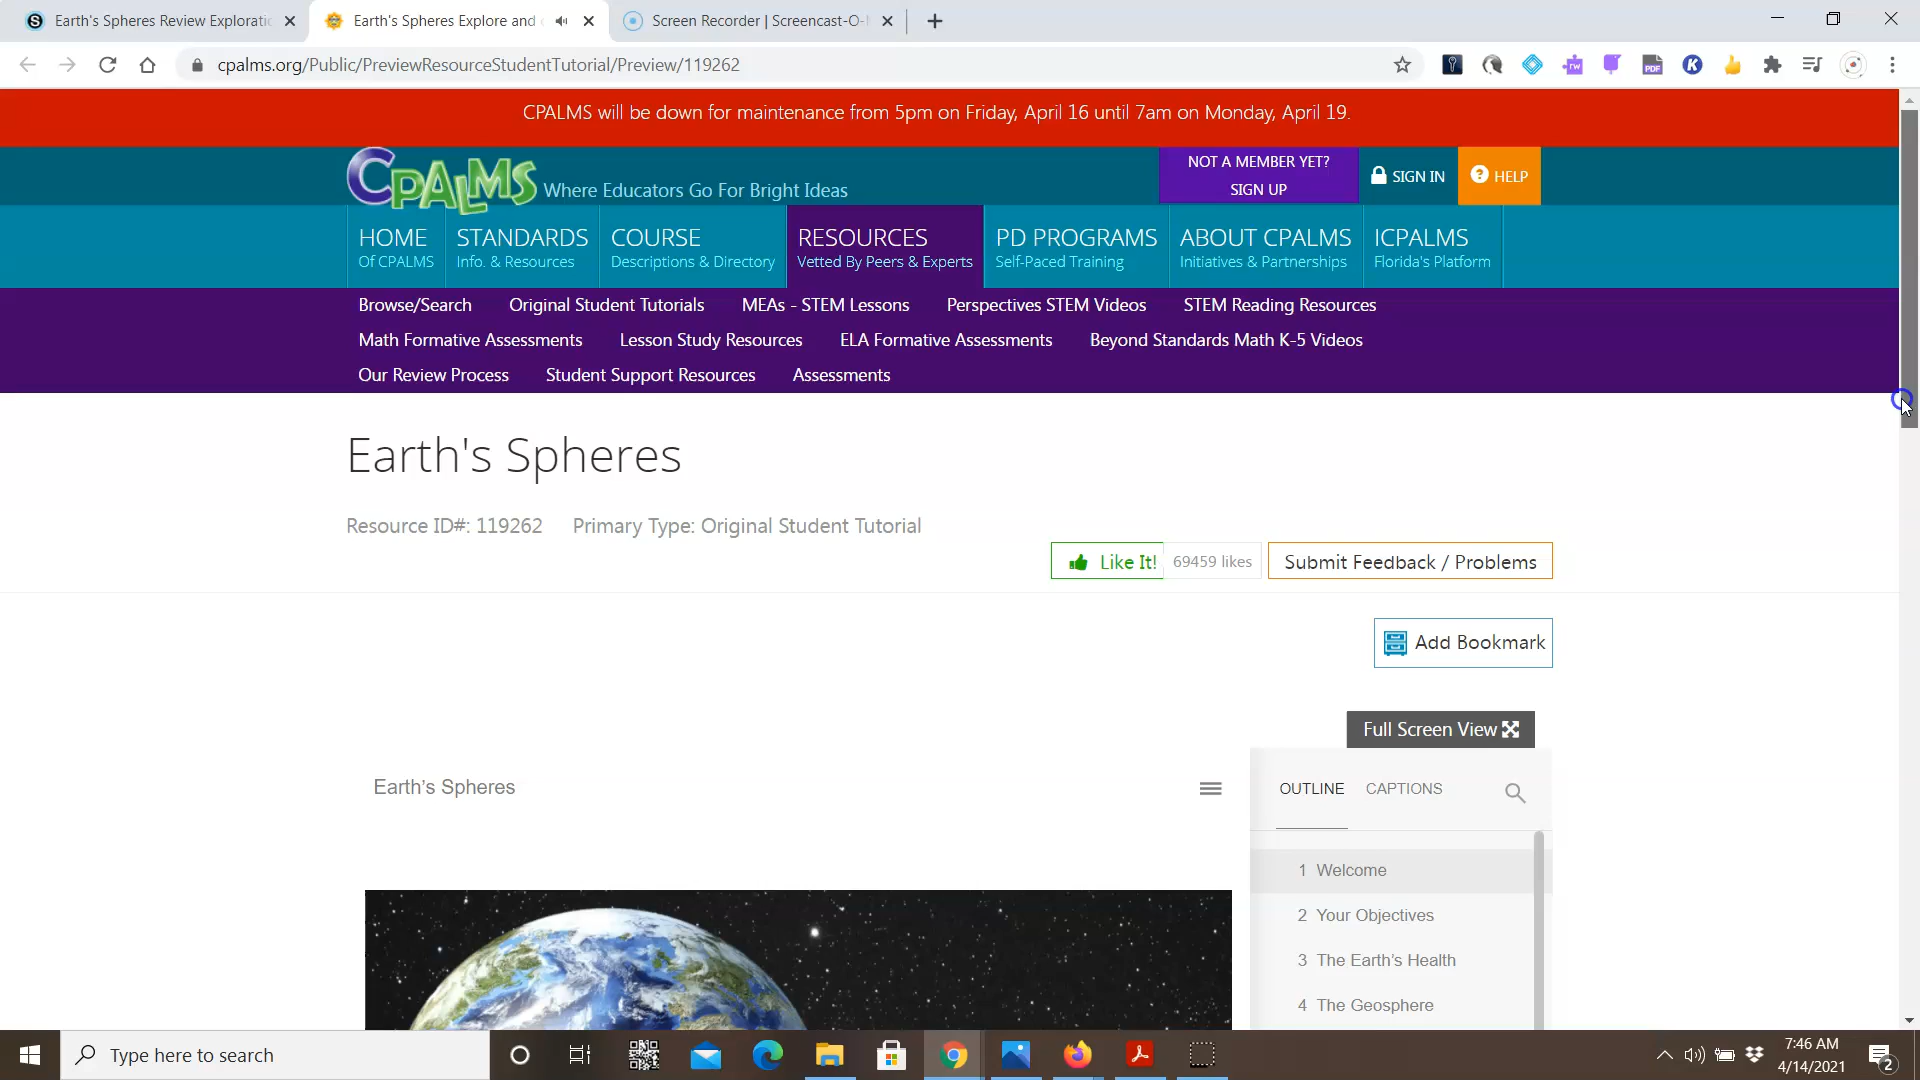 Earth's Spheres Review Exploratio
Earth's Spheres Explore and
Screen Recorder | Screencast-O-
cpalms.org/Public/PreviewResourceStudentTutorial/Preview/119262
CPALMS will be down for maintenance from 5pm on Friday, April 16 until 7am on Monday, April 19.
CPALMS Where Educators Go For Bright Ideas
NOT A MEMBER YET?
SIGN UP
SIGN IN
HELP
HOME
Of CPALMS
STANDARDS
Info. & Resources
COURSE
Descriptions & Directory
RESOURCES
Vetted By Peers & Experts
PD PROGRAMS
Self-Paced Training
ABOUT CPALMS
Initiatives & Partnerships
ICPALMS
Florida's Platform
Browse/Search Original Student Tutorials MEAs - STEM Lessons Perspectives STEM Videos STEM Reading Resources
Math Formative Assessments Lesson Study Resources ELA Formative Assessments Beyond Standards Math K-5 Videos
Our Review Process Student Support Resources Assessments
Earth's Spheres
Resource ID#: 119262 Primary Type: Original Student Tutorial
Like It! 69459 likes Submit Feedback / Problems
Add Bookmark
Full Screen View
Earth's Spheres
OUTLINE CAPTIONS
1 Welcome
2 Your Objectives
3 The Earth's Health
4 The Geosphere
Type here to search
7:46 AM
4/14/2021
2